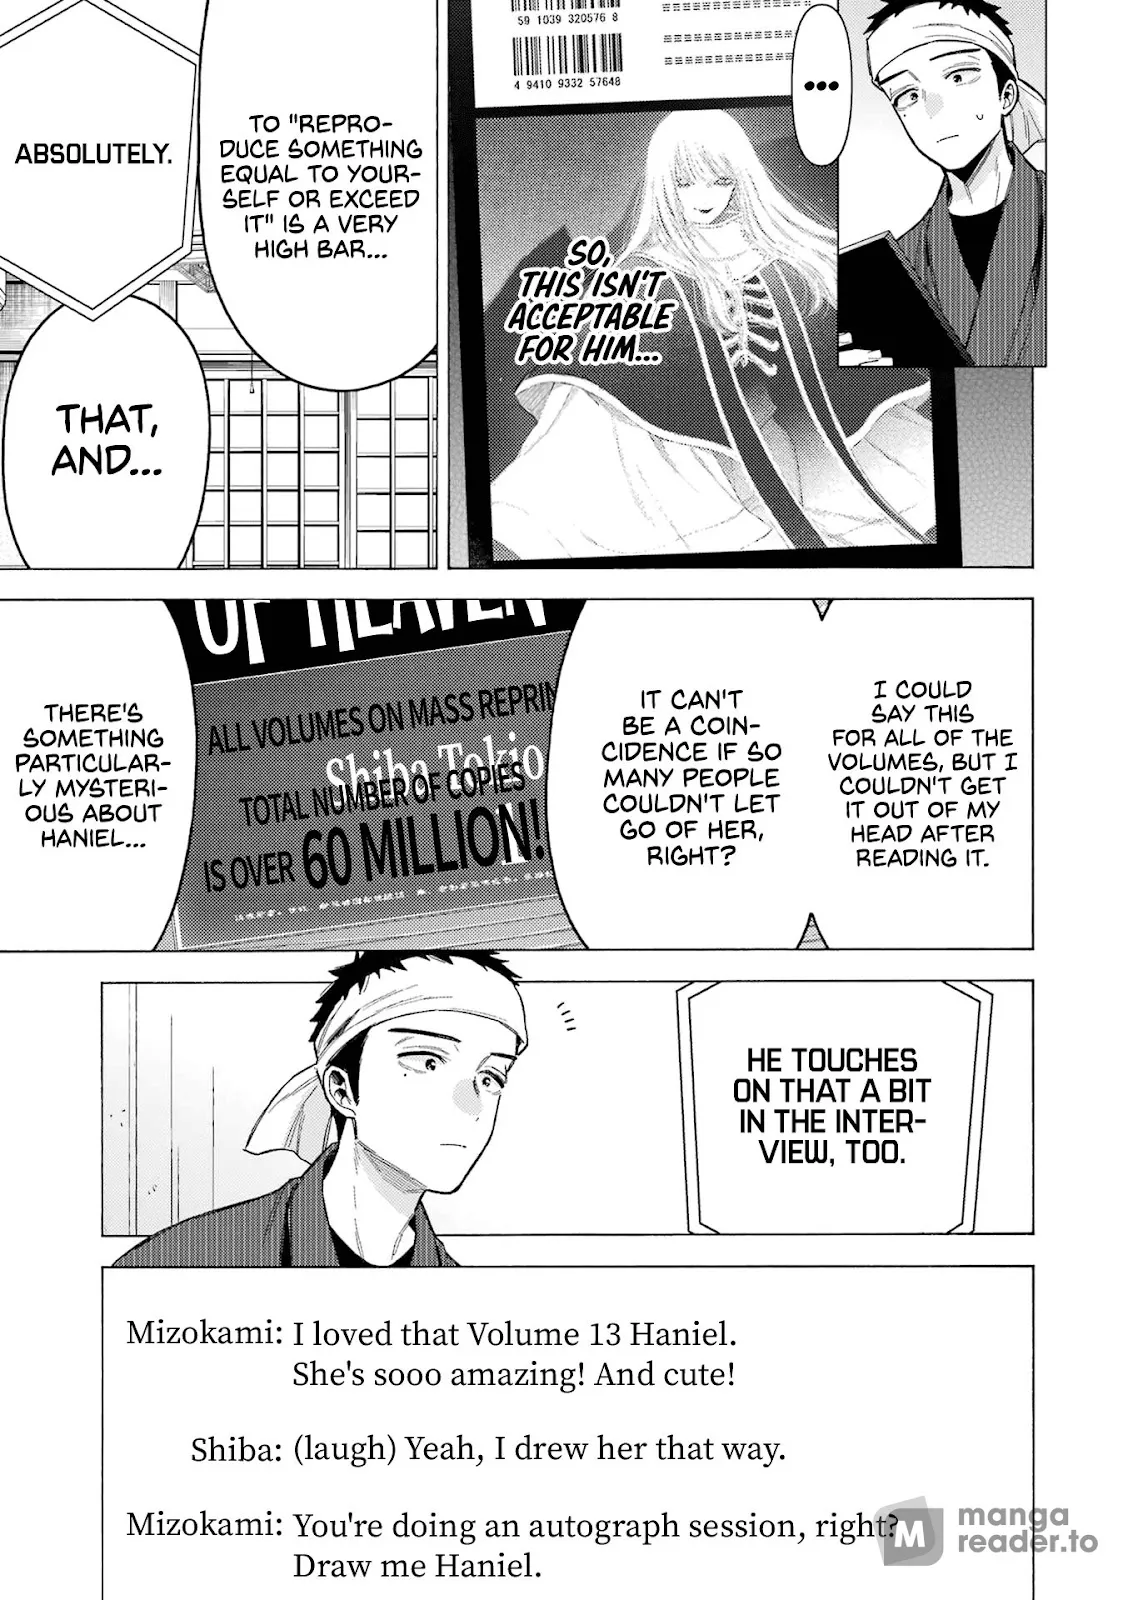 59 1039 320576 8
4 9410 9332 57648
...
SO,
THIS ISN'T
ACCEPTABLE
FOR HIM...
TO "REPRO-
DUCE SOMETHING
EQUAL TO YOUR-
SELF OR EXCEED
IT" IS A VERY
HIGH BAR...
ABSOLUTELY.
THAT,
AND...
I COULD
SAY THIS
FOR ALL OF THE
VOLUMES, BUT I
COULDN'T GET
IT OUT OF MY
HEAD AFTER
READING IT.
IT CAN'T
BE A COIN-
CIDENCE IF SO
MANY PEOPLE
COULDN'T LET
GO OF HER,
RIGHT?
OF HEAVEN
ALL VOLUMES ON MASS REPRIN
Shiba Tokio
TOTAL NUMBER OF COPIES
IS OVER 60 MILLION!
THERE'S
SOMETHING
PARTICULAR-
LY MYSTERI-
OUS ABOUT
HANIEL...
HE TOUCHES
ON THAT A BIT
IN THE INTER-
VIEW, TOO.
Mizokami: I loved that Volume 13 Haniel.
She's sooo amazing! And cute!
Shiba: (laugh) Yeah, I drew her that way.
Mizokami: You're doing an autograph session, right?
Draw me Haniel.
M manga
reader.to